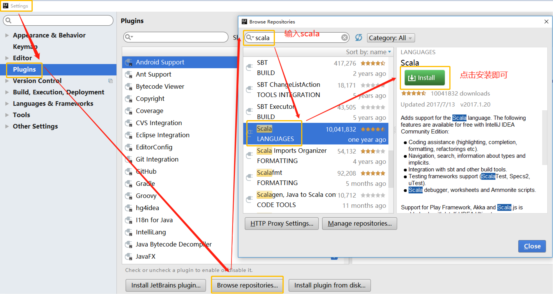 Settings
Appearance & Behavior
Keymap
Editor
Plugins
Version Control
Build, Execution, Deployment
Languages & Frameworks
Tools
Other Settings
Plugins
Android Support
Ant Support
Bytecode Viewer
Copyright
Coverage
CVS Integration
Eclipse Integration
EditorConfig
Git Integration
GitHub
Gradle
Groovy
hg4idea
I18n for Java
IntelliLang
Java Bytecode Decompiler
JavaFX
Check or uncheck a plugin to enable or disable it.
Install JetBrains plugin...
Browse repositories...
Install plugin from disk...
Browse Repositories
scala
输入scala
Category: All
Sort by: name
SBT
417,276
BUILD
2 years ago
SBT ChangeListAction
18,171
TOOLS INTEGRATION
SBT Executor
43,505
BUILD
5 years ago
Scala
10,041,832
LANGUAGES
one year ago
Scala Imports Organizer
54,132
FORMATTING
4 years ago
Scalafmt
92,208
FORMATTING
5 months ago
Scalagen, Java to Scala con
10,712
CODE TOOLS
11 months ago
HTTP Proxy Settings...
Manage repositories...
LANGUAGES
Scala
Install
点击安装即可
10041832 downloads
Updated 2017/7/13 v2017.1.20
Adds support for the Scala language. The following
features are available for free with IntelliJ IDEA
Community Edition:
Coding assistance (highlighting, completion,
formatting, refactorings etc.)
Navigation, search, information about types and
implicits
Integration with sbt and other build tools
Testing frameworks support (ScalaTest, Specs2,
uTest)
Scala debugger, worksheets and Ammonite scripts
Support for Play Framework, Akka and Scala.js is
Close